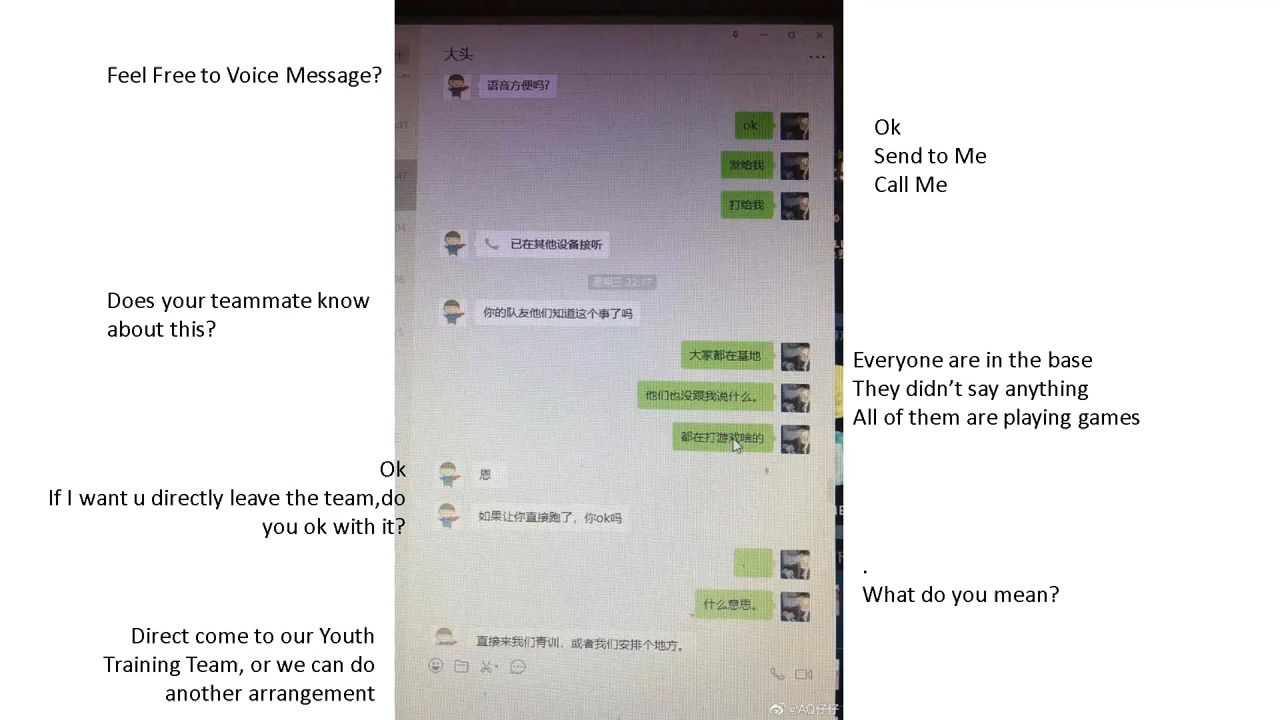 大头
Feel Free to Voice Message?
语音方便吗?
ok
发给我
打给我
Ok
Send to Me
Call Me
已在其他设备接听
星期三 22:17
Does your teammate know
about this?
你的队友他们知道这个事了吗
大家都在基地
他们也没跟我说什么。
都在打游戏啥的
Everyone are in the base
They didn’t say anything
All of them are playing games
Ok
If I want u directly leave the team,do
you ok with it?
恩
如果让你直接跑了，你ok吗
.
什么意思。
.
What do you mean?
Direct come to our Youth
Training Team, or we can do
another arrangement
直接来我们青训，或者我们安排个地方。
@AQ仔仔